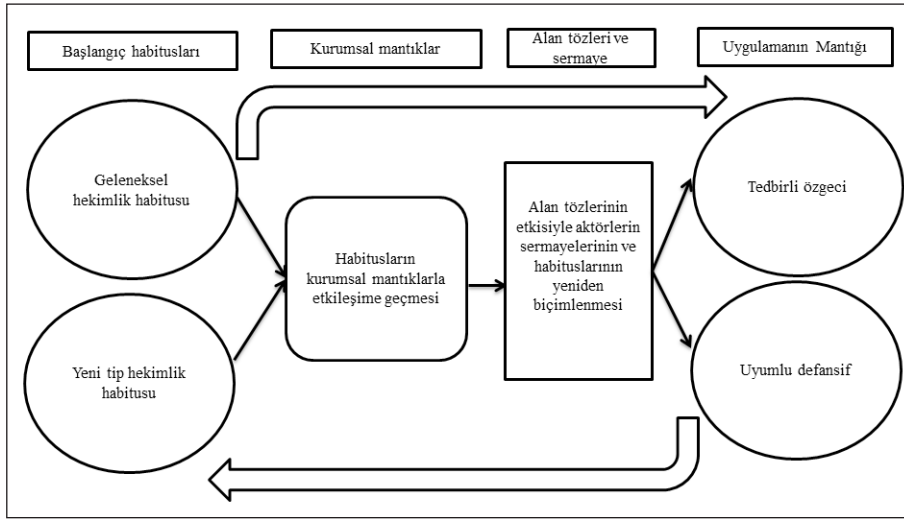 Başlangıç habitusları
Kurumsal mantıklar
Alan tözleri ve
sermaye
Uygulamanın Mantığı
Geleneksel
hekimlik habitusu
Yeni tip hekimlik
habitusu
Habitusların
kurumsal mantıklarla
etkileşime geçmesi
Alan tözlerinin
etkisiyle aktörlerin
sermayelerinin ve
habituslarının
yeniden
biçimlenmesi
Tedbirli özgeci
Uyumlu defansif